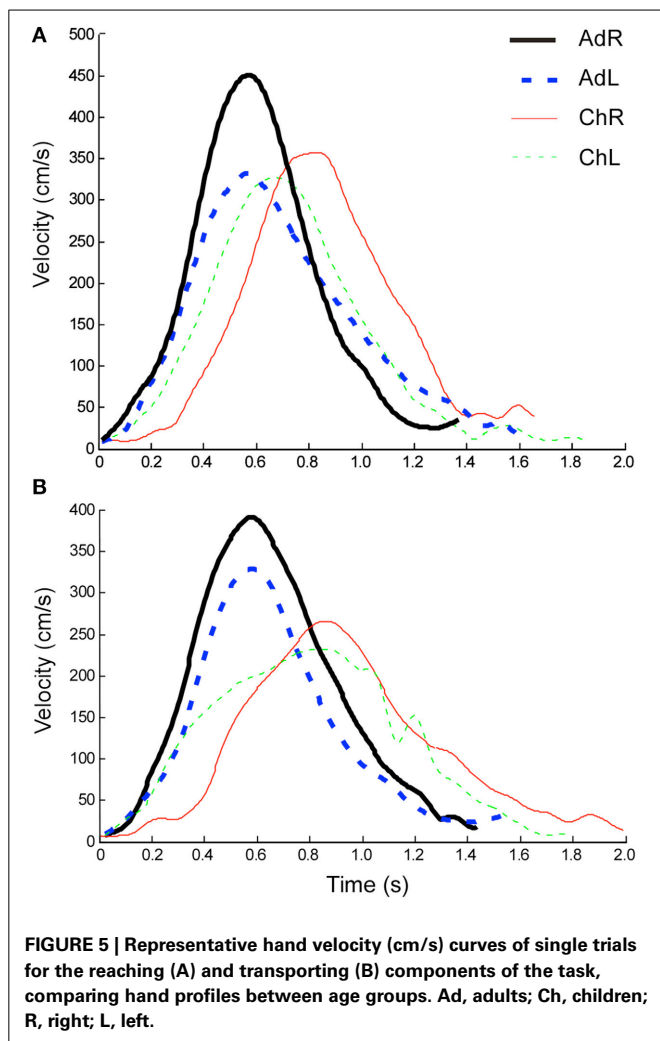 A
500
450
400
350
300
250
200
150
100
50
0
Velocity (cm/s)
AdR
AdL
ChR
ChL
0 0.2 0.4 0.6 0.8 1.0 1.2 1.4 1.6 1.8 2.0
B
400
350
300
250
200
150
100
50
0
Velocity (cm/s)
0 0.2 0.4 0.6 0.8 1.0 1.2 1.4 1.6 1.8 2.0
Time (s)
FIGURE 5 | Representative hand velocity (cm/s) curves of single trials
for the reaching (A) and transporting (B) components of the task,
comparing hand profiles between age groups. Ad, adults; Ch, children;
R, right; L, left.